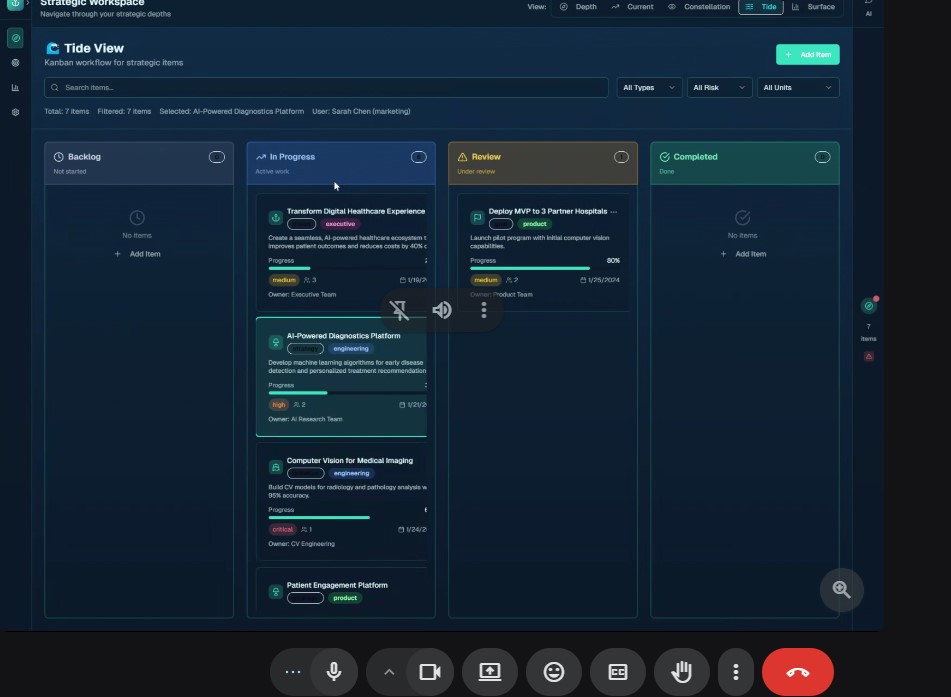 Strategic Workspace
Navigate through your strategic depths
View:
Depth
Current
Constellation
Tide
Surface
AI
Tide View
Kanban workflow for strategic items
Add Item
Search items...
All Types
All Risk
All Units
Total: 7 items Filtered: 7 items Selected: AI-Powered Diagnostics Platform User: Sarah Chen (marketing)
Backlog
Not started
No Items
Add Item
In Progress
Active work
Transform Digital Healthcare Experience
executive
Create a seamless, AI-powered healthcare ecosystem t
improves patient outcomes and reduces costs by 40% c
Progress
medium
3
1/19/2
Owner: Executive Team
AI-Powered Diagnostics Platform
engineering
Develop machine learning algorithms for early disease
detection and personalized treatment recommendation
Progress
high
2
1/21/2
Owner: AI Research Team
Computer Vision for Medical Imaging
engineering
Build CV models for radiology and pathology analysis w
95% accuracy.
Progress
critical
1
1/24/2
Owner: CV Engineering
Patient Engagement Platform
product
Review
Under review
Deploy MVP to 3 Partner Hospitals ...
product
Launch pilot program with initial computer vision
capabilities.
Progress
80%
medium
2
1/25/2024
Owner: Product Team
Completed
Done
No Items
Add Item
7
Items
CC